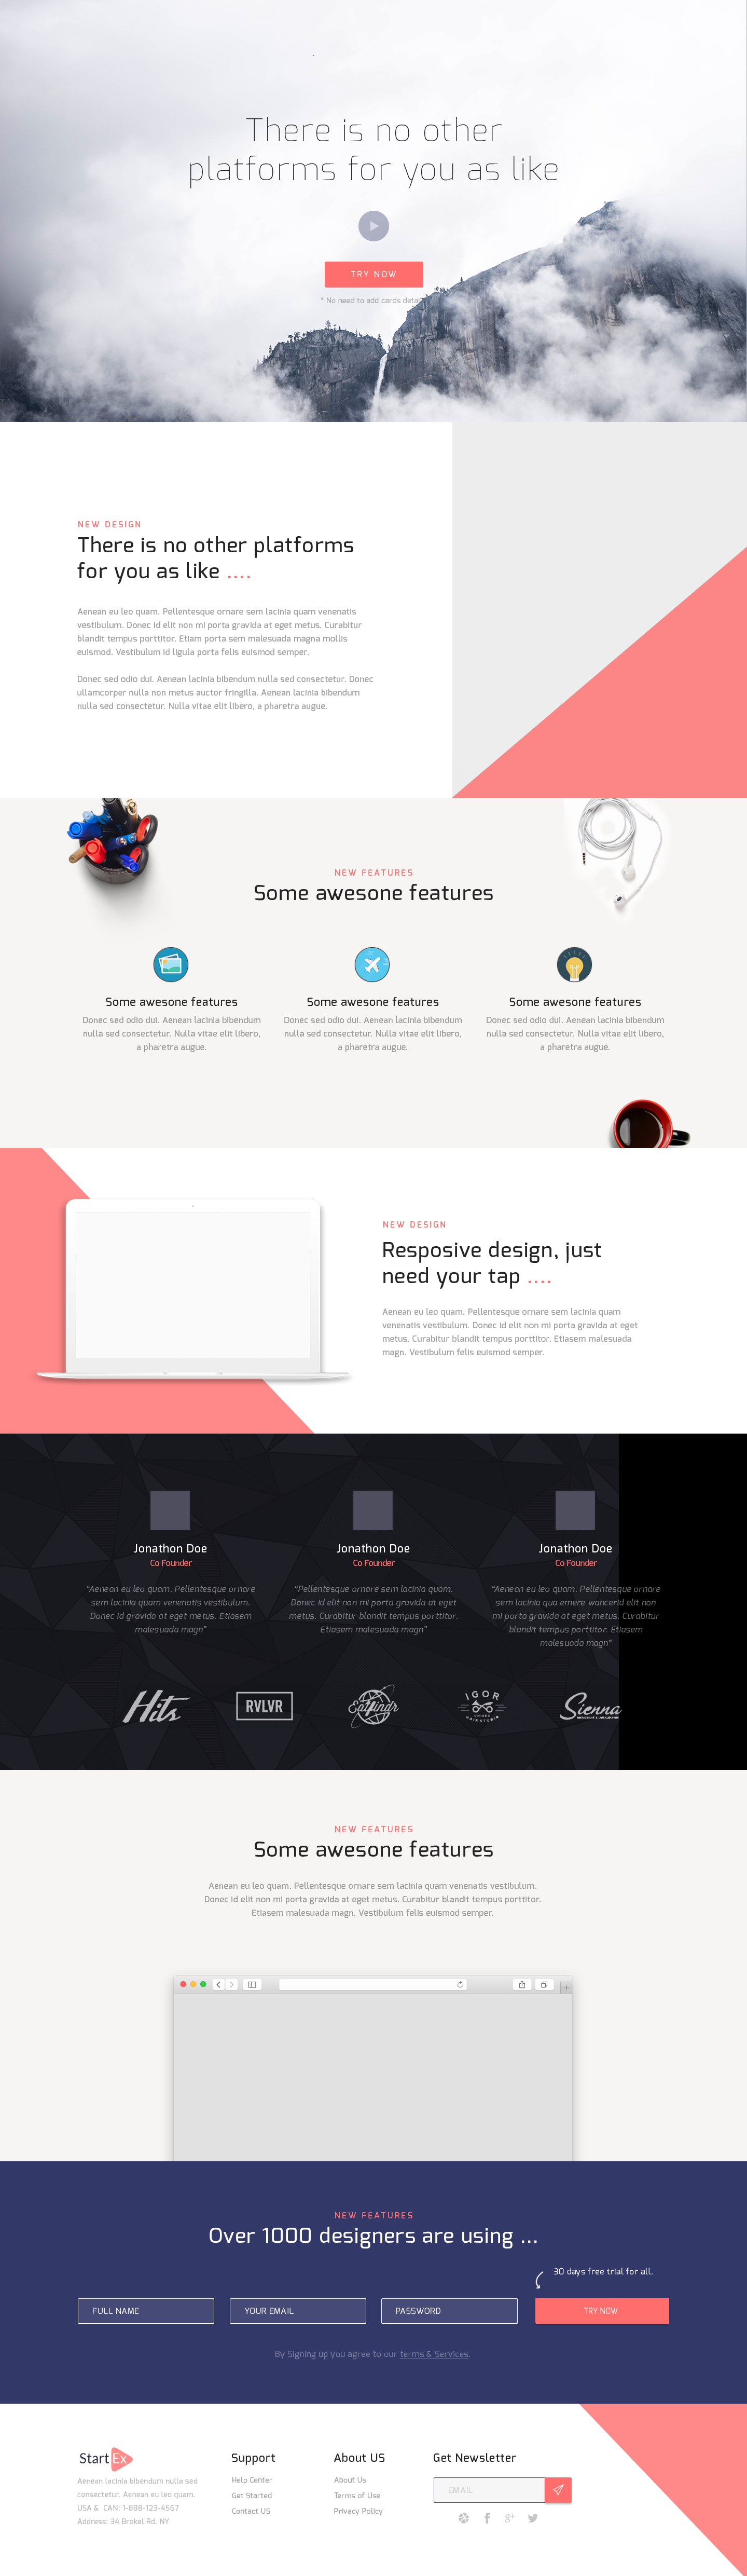 There is no other
platforms for you as like
TRY NOW
* No need to add cards detail
NEW DESIGN
There is no other platforms
for you as like ....
Aenean eu leo quam. Pellentesque ornare sem lacinia quam venenatis
vestibulum. Donec id elit non mi porta gravida at eget metus. Curabitur
blandit tempus porttitor. Etiam porta sem malesuada magna mollis
euismod. Vestibulum id ligula porta felis euismod semper.
Donec sed odio dui. Aenean lacinia bibendum nulla sed consectetur. Donec
ullamcorper nulla non metus auctor fringilla. Aenean lacinia bibendum
nulla sed consectetur. Nulla vitae elit libero, a pharetra augue.
NEW FEATURES
Some awesone features
Some awesone features
Donec sed odio dui. Aenean lacinia bibendum
nulla sed consectetur. Nulla vitae elit libero,
a pharetra augue.
Some awesone features
Donec sed odio dui. Aenean lacinia bibendum
nulla sed consectetur. Nulla vitae elit libero,
a pharetra augue.
Some awesone features
Donec sed odio dui. Aenean lacinia bibendum
nulla sed consectetur. Nulla vitae elit libero,
a pharetra augue.
NEW DESIGN
Resposive design, just
need your tap ....
Aenean eu leo quam. Pellentesque ornare sem lacinia quam
venenatis vestibulum. Donec id elit non mi porta gravida at eget
metus. Curabitur blandit tempus porttitor. Etiasem malesuada
magn. Vestibulum felis euismod semper.
Jonathon Doe
Co Founder
"Aenean eu leo quam. Pellentesque ornare
sem lacinia quam venenatis vestibulum.
Donec id gravida at eget metus. Etiasem
malesuada magn"
Jonathon Doe
Co Founder
"Pellentesque ornare sem lacinia quam.
Donec id elit non mi porta gravida at eget
metus. Curabitur blandit tempus porttitor.
Etiasem malesuada magn"
Jonathon Doe
Co Founder
"Aenean eu leo quam. Pellentesque ornare
sem lacinia qua emere wancerid elit non
mi porta gravida at eget metus. Curabitur
blandit tempus porttitor. Etiasem
malesuada magn"
Hits
RVLVR
Eatlindr
IGOR
UNISEX
HAIR STUDIO
Sienna
NEW FEATURES
Some awesone features
Aenean eu leo quam. Pellentesque ornare sem lacinia quam venenatis vestibulum.
Donec id elit non mi porta gravida at eget metus. Curabitur blandit tempus porttitor.
Etiasem malesuada magn. Vestibulum felis euismod semper.
NEW FEATURES
Over 1000 designers are using ...
30 days free trial for all.
FULL NAME
YOUR EMAIL
PASSWORD
TRY NOW
By Signing up you agree to our terms & Services.
Start Ex
Aenean lacinia bibendum nulla sed
consectetur. Aenean eu leo quam.
USA & CAN: 1-888-123-4567
Address: 34 Brokel Rd. NY
Support
Help Center
Get Started
Contact US
About US
About Us
Terms of Use
Privacy Policy
Get Newsletter
EMAIL